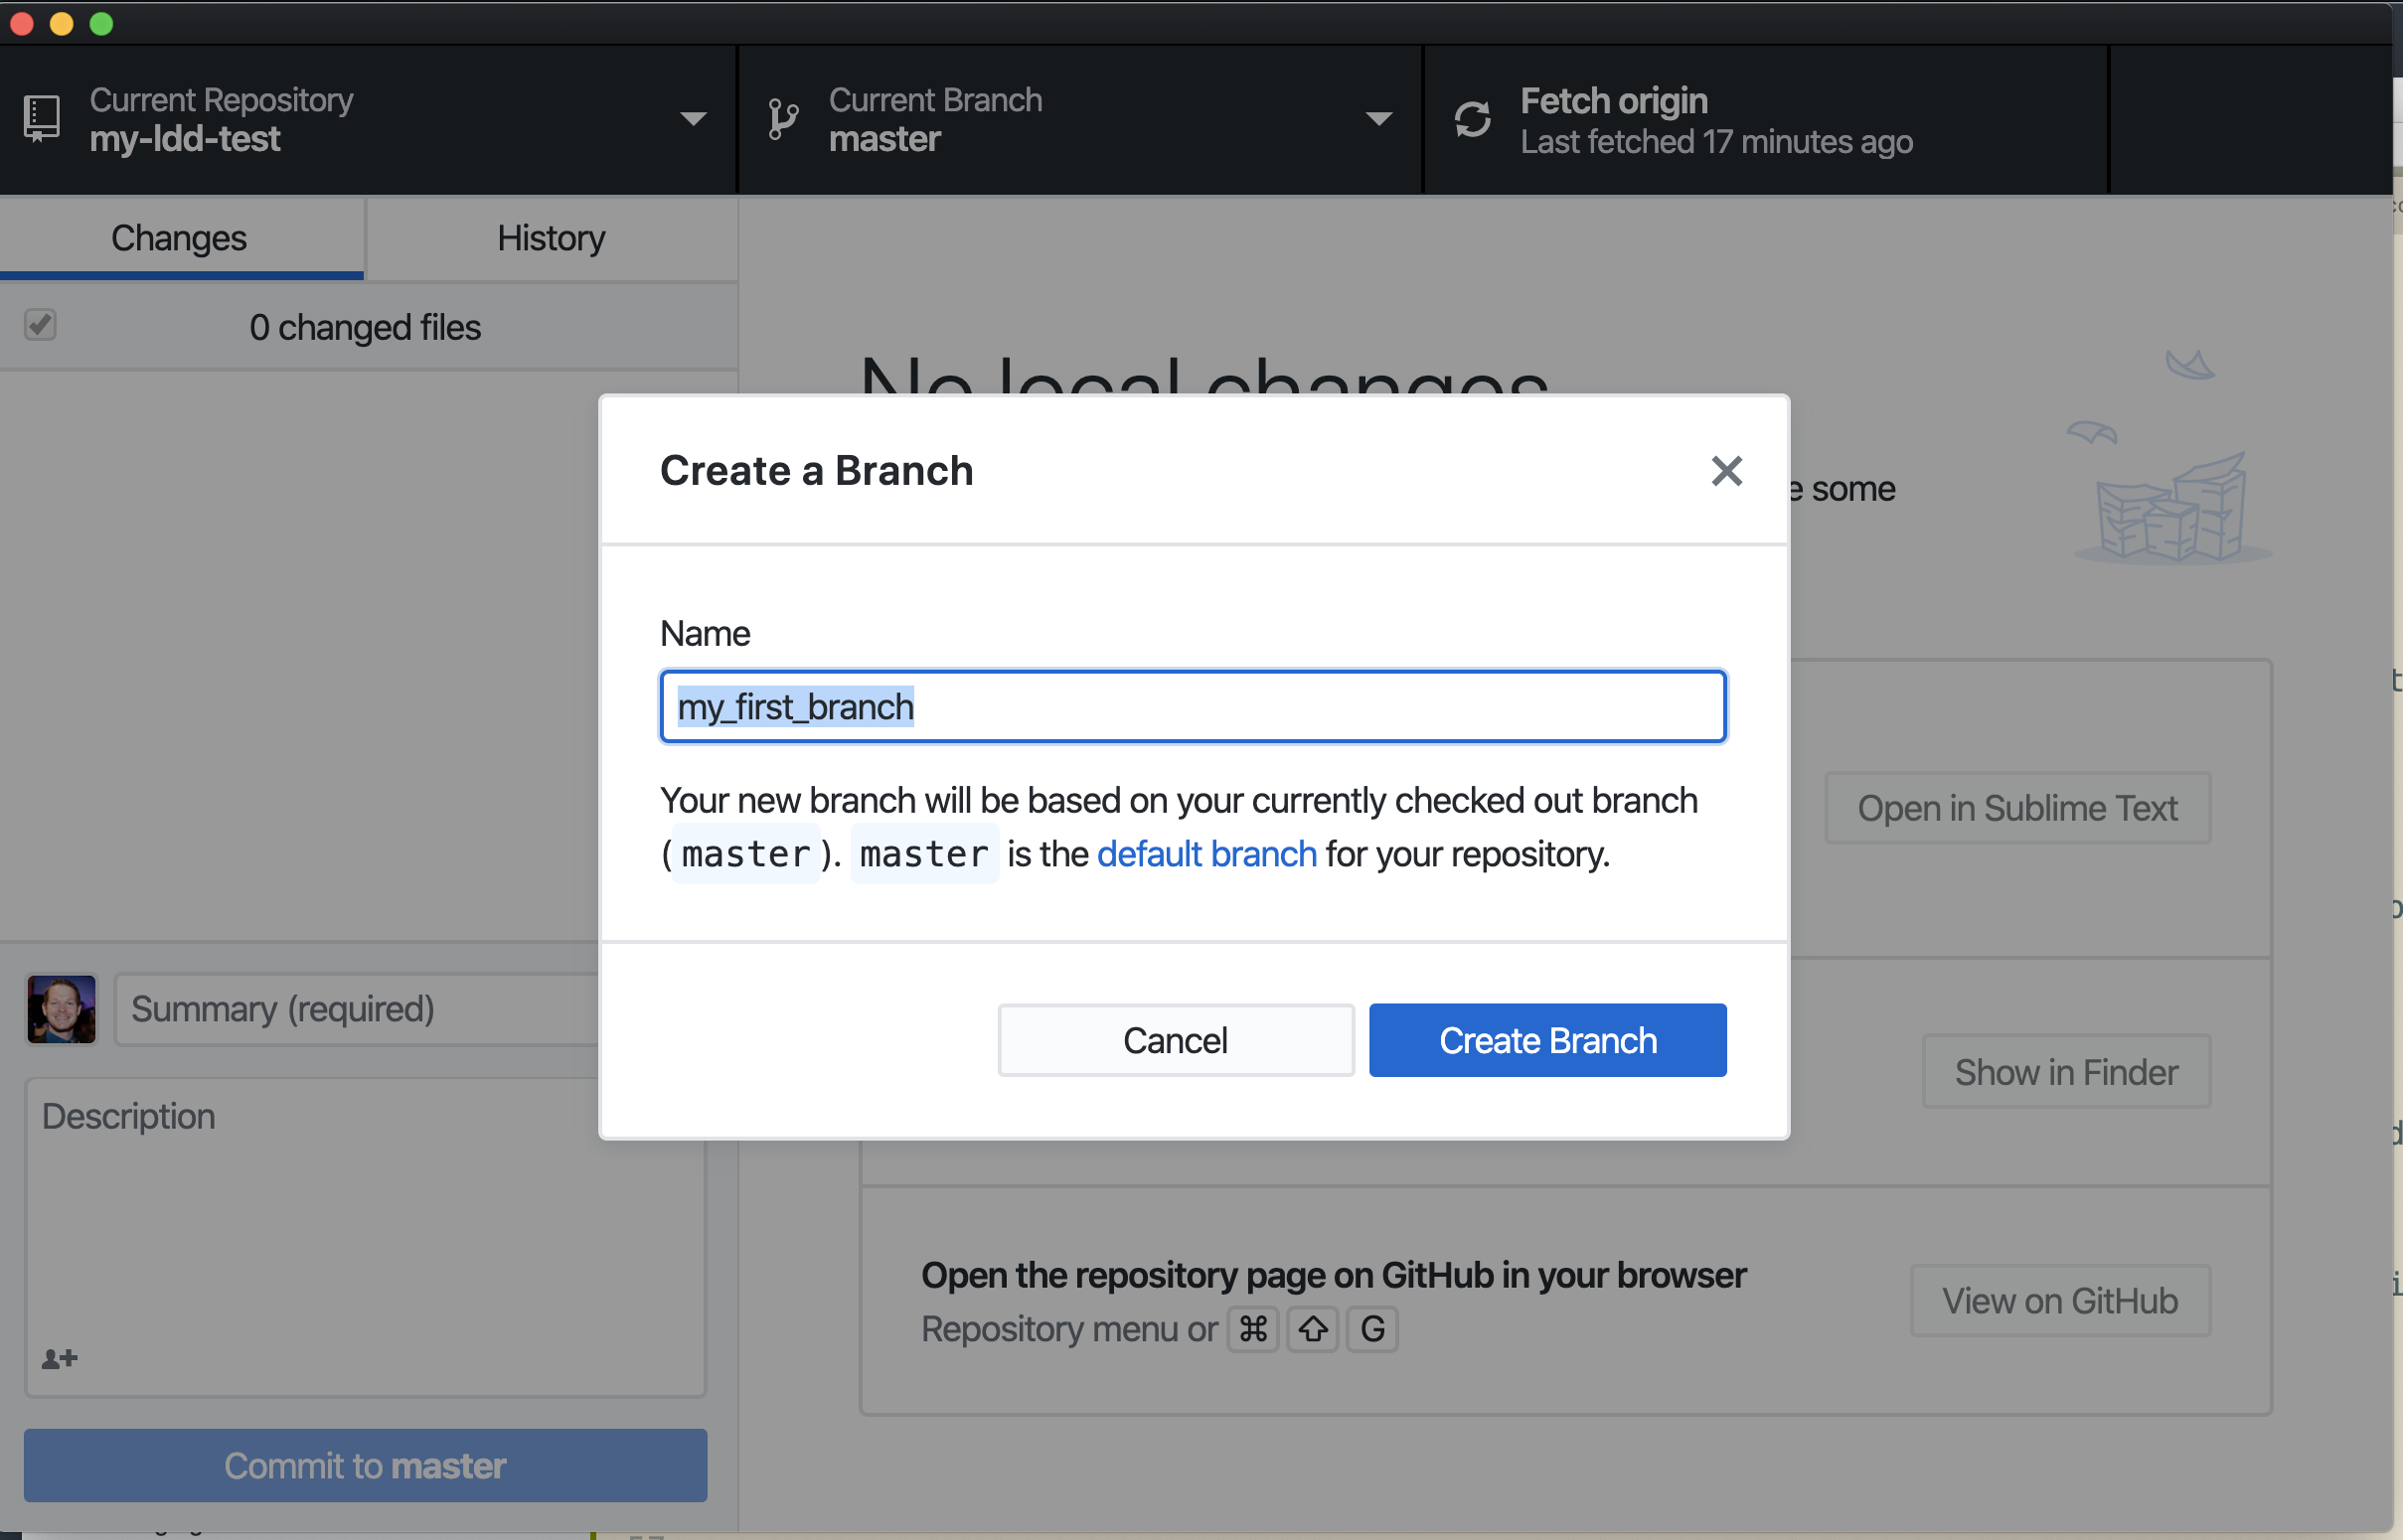 Current Repository
my-ldd-test
Current Branch
master
Fetch origin
Last fetched 17 minutes ago
Changes
History
0 changed files
No local changes
some
Create a Branch
Name
my_first_branch
Your new branch will be based on your currently checked out branch
(master). master is the default branch for your repository.
Cancel
Create Branch
Open in Sublime Text
Show in Finder
Summary (required)
Description
Open the repository page on GitHub in your browser
Repository menu or ⌘ ⇧ G
View on GitHub
Commit to master